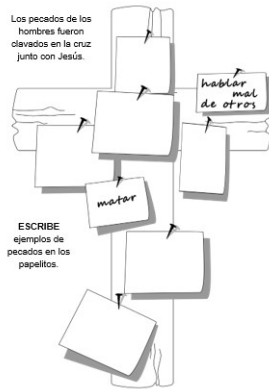 Los pecados de los
hombres fueron
clavados en la cruz
junto con Jesús.
hablar
mal
de otros
matar
ESCRIBE
ejemplos de
pecados en los
papelitos.